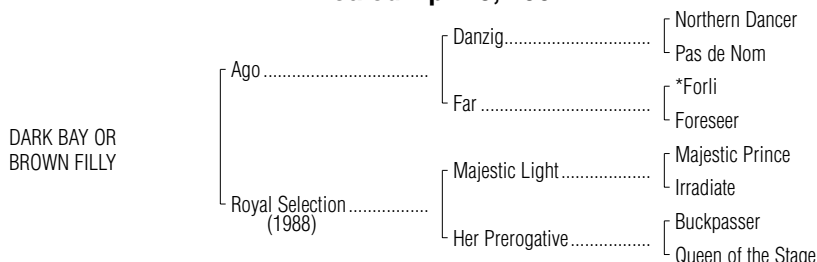 Northern Dancer
Danzig..............................
Pas de Nom
Ago ..................................
*Forli
Far ...................................
Foreseer
DARK BAY OR
BROWN FILLY
Majestic Prince
Majestic Light..................
Irradiate
Royal Selection................
(1988)
Buckpasser
Her Prerogative................
Queen of the Stage